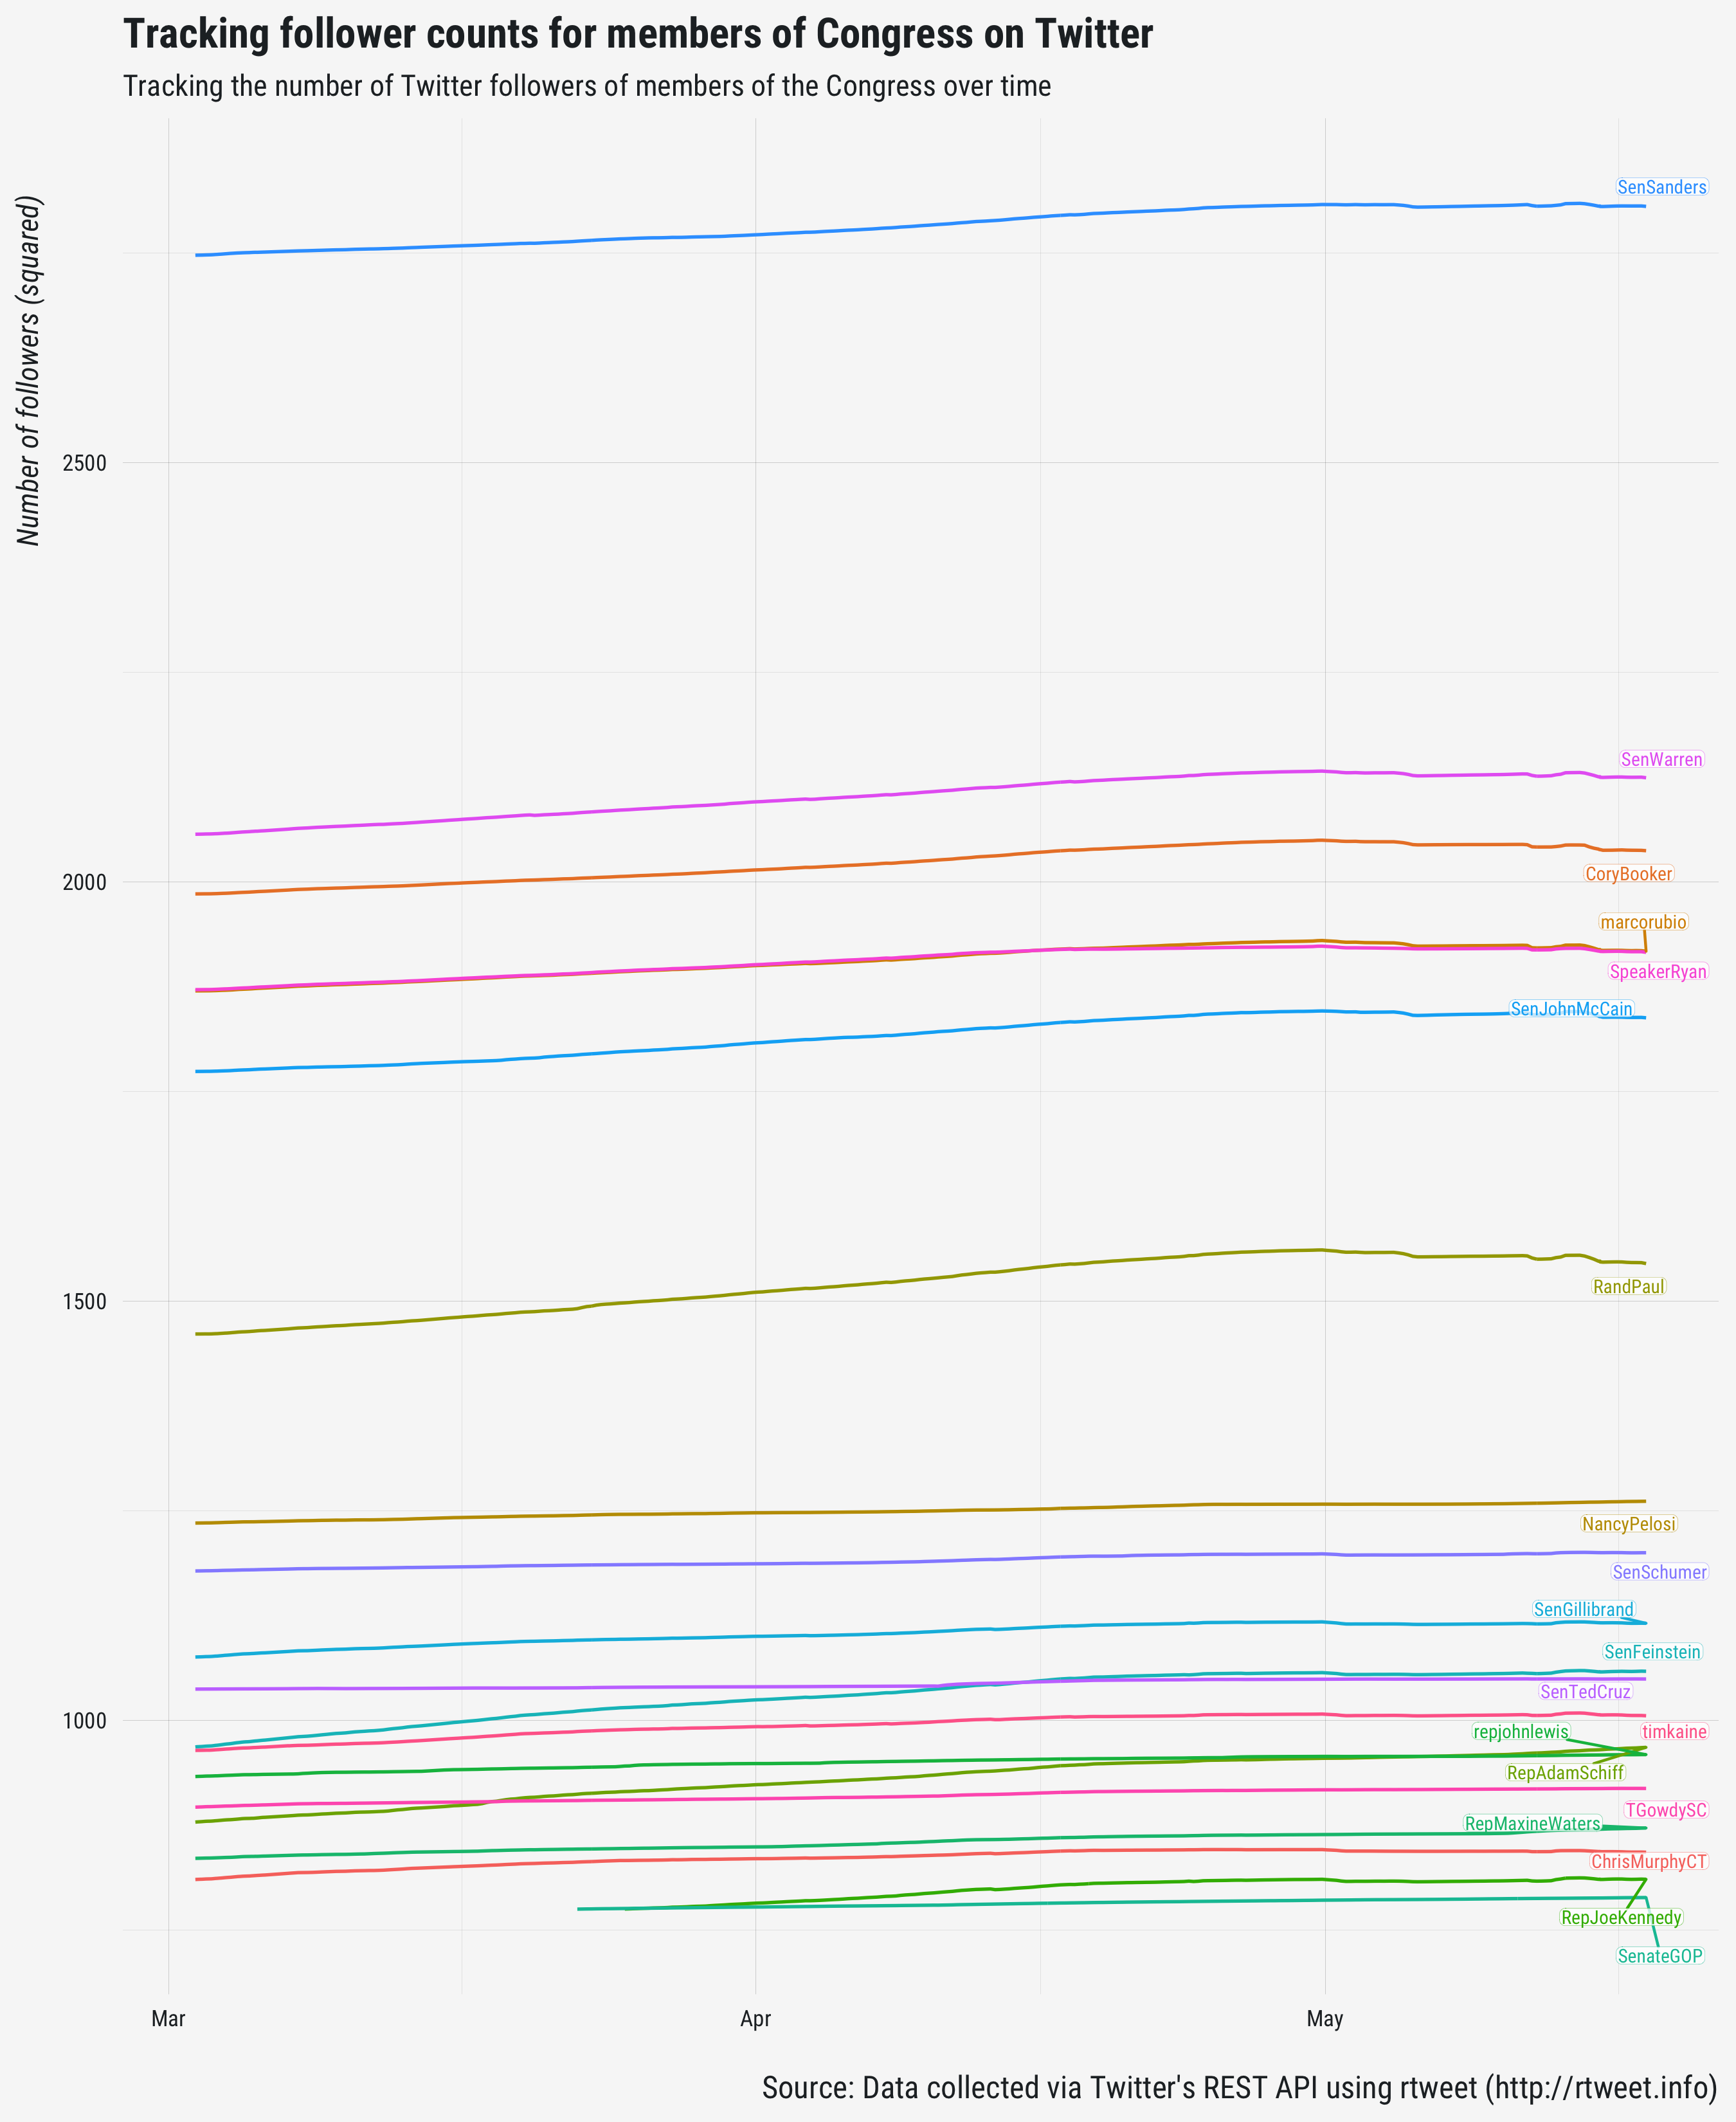 Tracking follower counts for members of Congress on Twitter
Tracking the number of Twitter followers of members of the Congress over time
Number of followers (squared)
SenSanders
2500
SenWarren
2000
CoryBooker
marcorubio
SpeakerRyan
SenJohnMcCain
1500
RandPaul
NancyPelosi
SenSchumer
SenGillibrand
SenFeinstein
SenTedCruz
1000
repjohnlewis
timkaine
RepAdamSchiff
TGowdySC
RepMaxineWaters
ChrisMurphyCT
RepJoeKennedy
SenateGOP
Mar
Apr
May
Source: Data collected via Twitter's REST API using rtweet (http://rtweet.info)